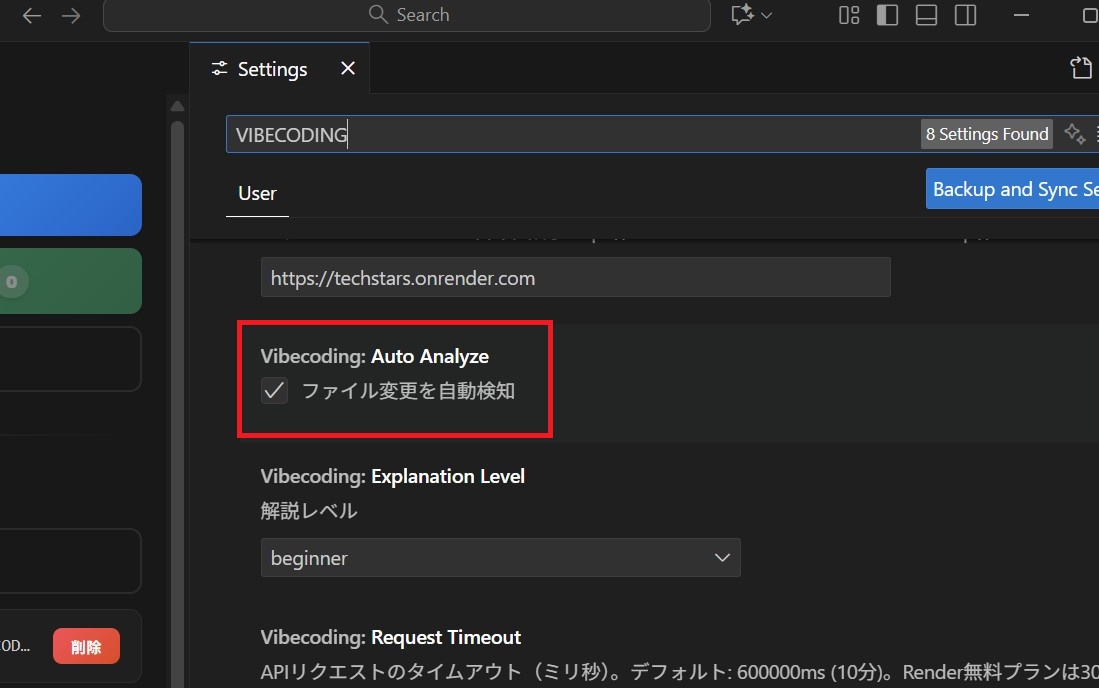 Search
Settings
VIBECODING
8 Settings Found
User
Backup and Sync Se
https://techstars.onrender.com
Vibecoding: Auto Analyze
ファイル変更を自動検知
0
Vibecoding: Explanation Level
解説レベル
beginner
Vibecoding: Request Timeout
OD...
削除
APIリクエストのタイムアウト（ミリ秒）。デフォルト: 600000ms (10分)。Render無料プランは30